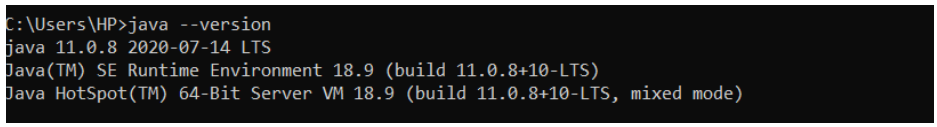 C:\Users\HP>java --version
java 11.0.8 2020-07-14 LTS
Java(TM) SE Runtime Environment 18.9 (build 11.0.8+10-LTS)
Java HotSpot(TM) 64-Bit Server VM 18.9 (build 11.0.8+10-LTS, mixed mode)